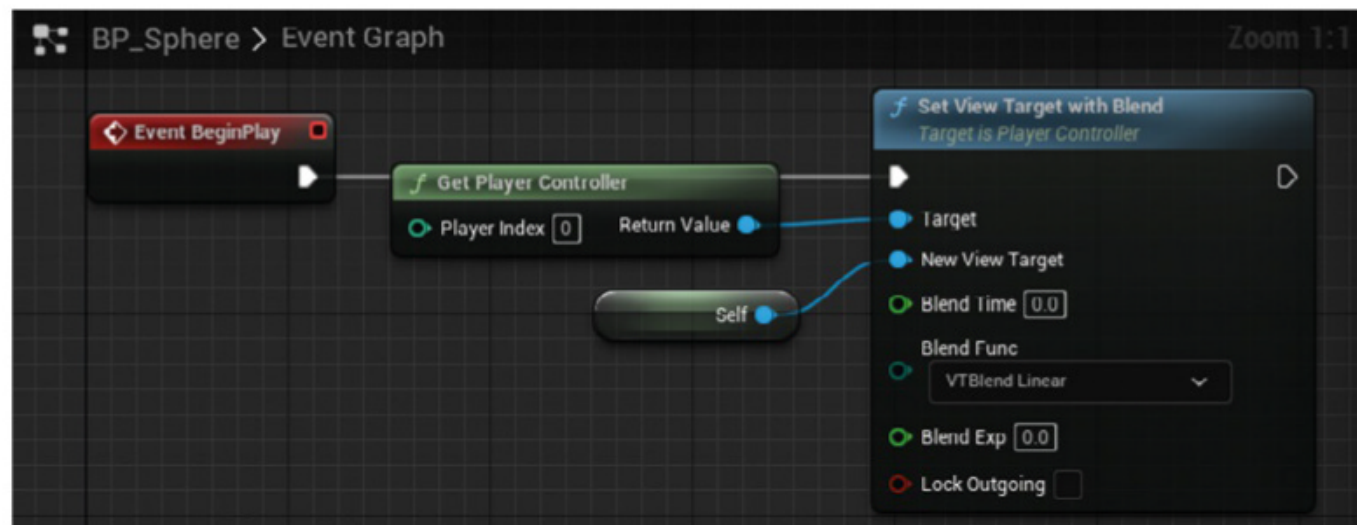 BP_Sphere > Event Graph
Zoom 1:1
Event BeginPlay
f Get Player Controller
Player Index 0
Return Value
Self
f Set View Target with Blend
Target is Player Controller
Target
New View Target
Blend Time 0.0
Blend Func
VTBlend Linear
Blend Exp 0.0
Lock Outgoing